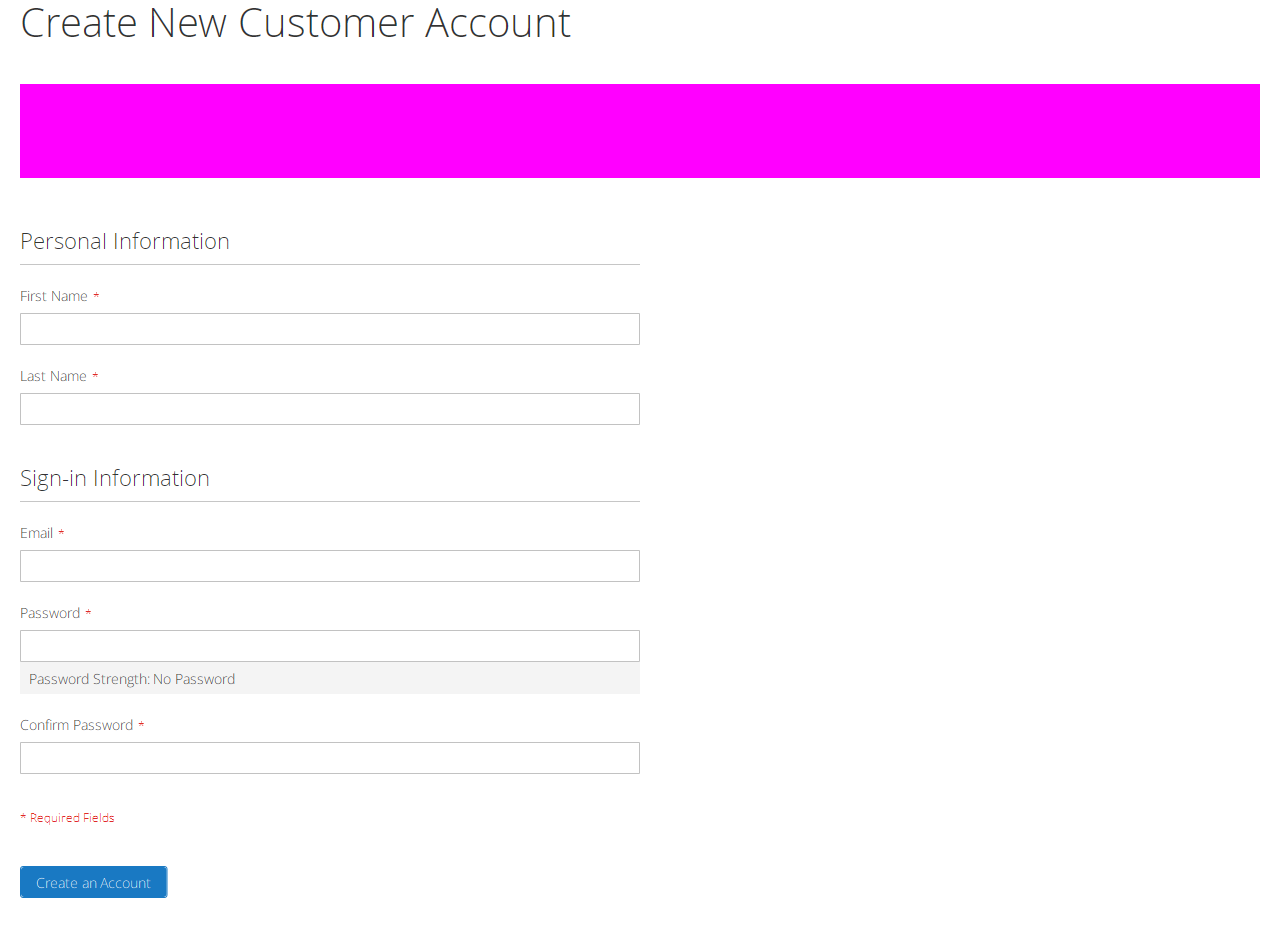 Create New Customer Account
Personal Information
First Name *
Last Name *
Sign-in Information
Email *
Password *
Password Strength: No Password
Confirm Password *
* Required Fields
Create an Account